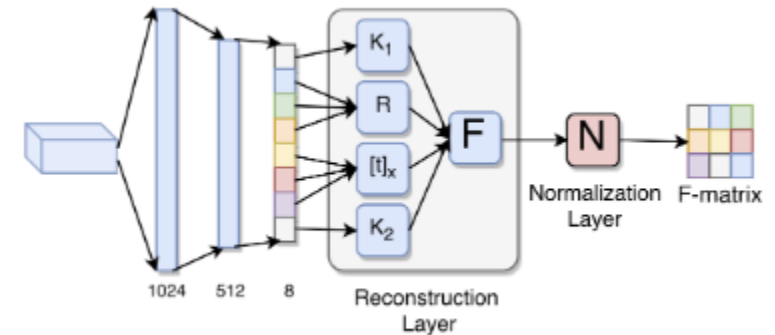 K1
R
[t]x
K2
F
N
Normalization
Layer
F-matrix
1024
512
8
Reconstruction
Layer